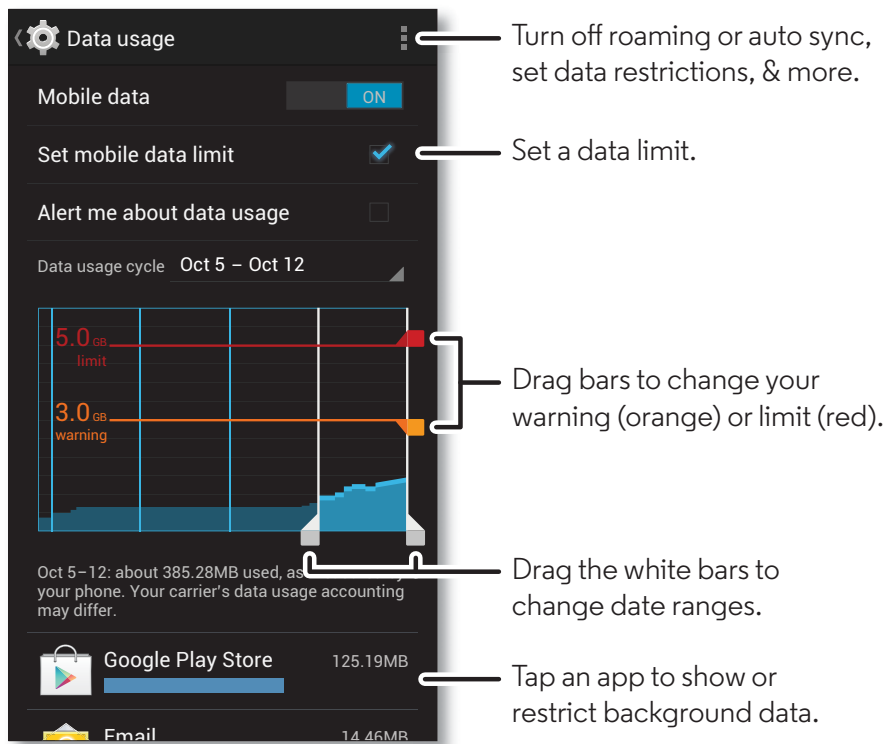 Data usage
Turn off roaming or auto sync,
set data restrictions, & more.
Mobile data
ON
Set mobile data limit
Set a data limit.
Alert me about data usage
Data usage cycle Oct 5 – Oct 12
5.0 GB
limit
3.0 GB
warning
Drag bars to change your
warning (orange) or limit (red).
Oct 5–12: about 385.28MB used, as
your phone. Your carrier's data usage accounting
may differ.
Drag the white bars to
change date ranges.
Google Play Store 125.19MB
Tap an app to show or
restrict background data.
Email 14.46MB